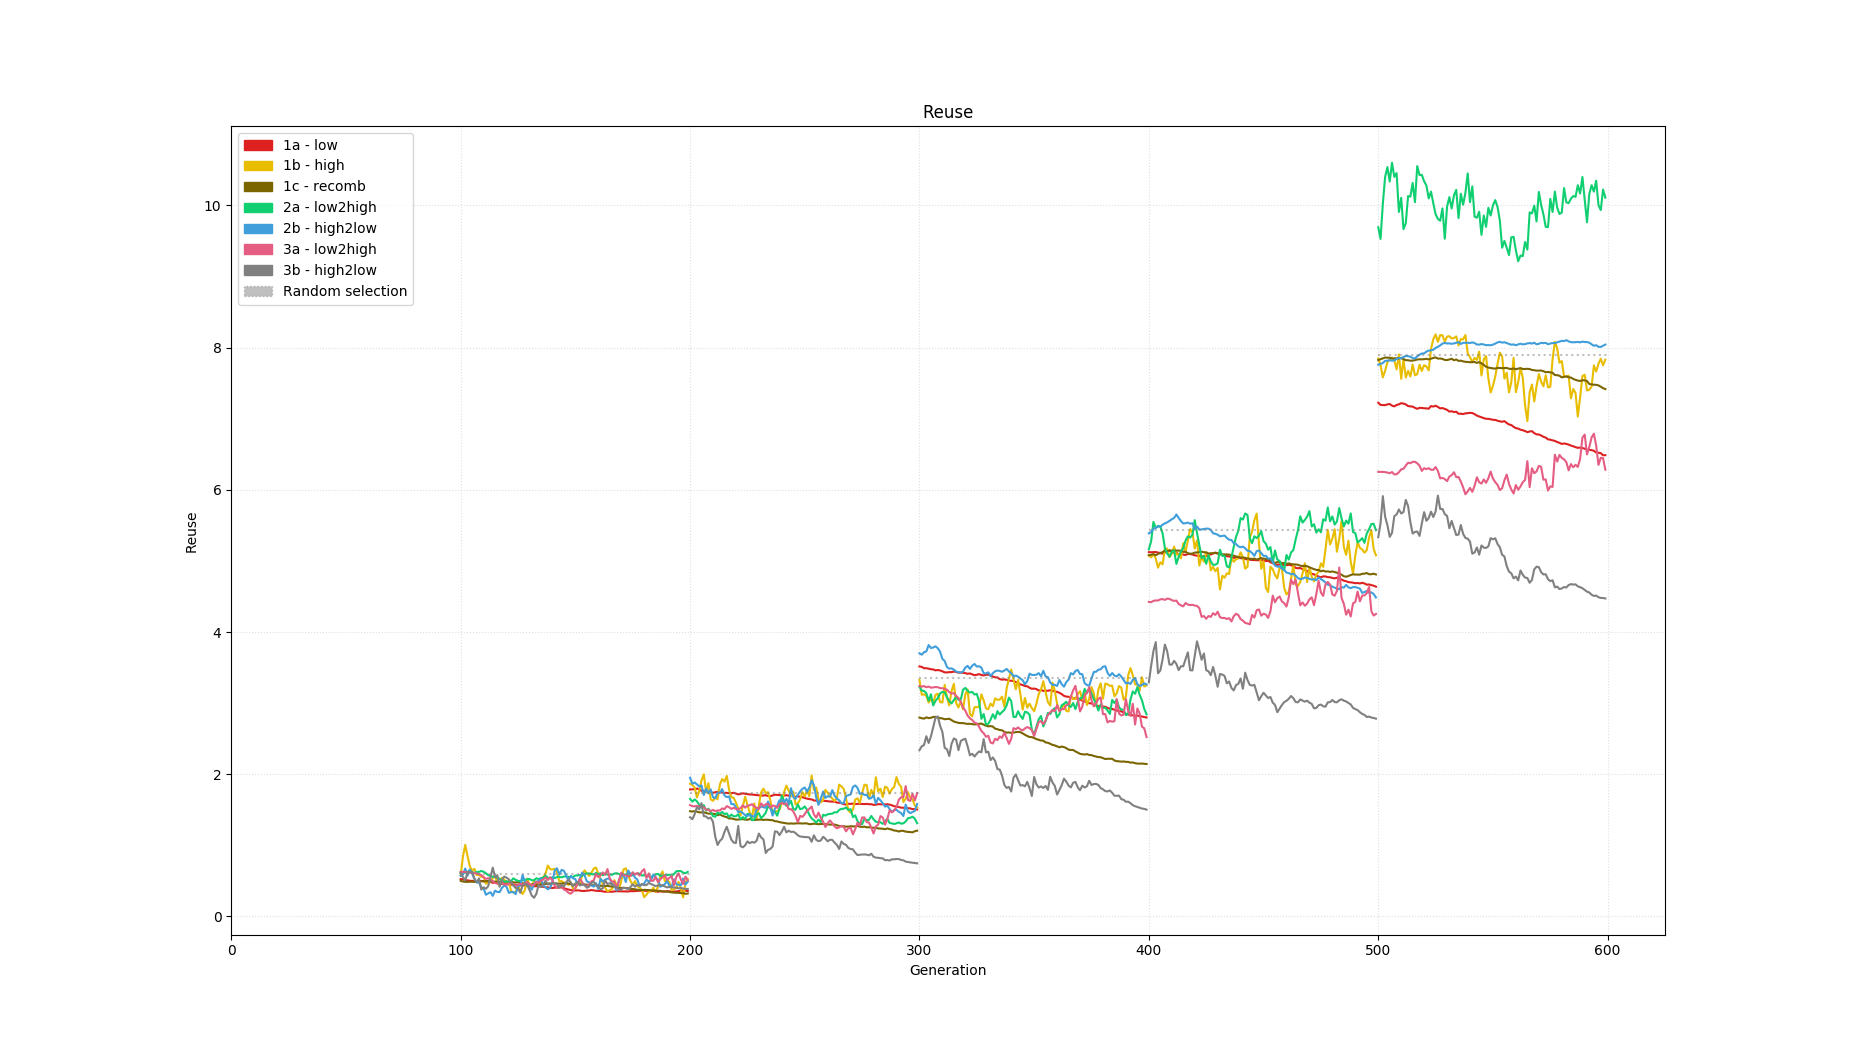 Reuse
1a - low
1b - high
1c - recomb
2a - low2high
2b - high2low
3a - low2high
3b - high2low
Random selection
10
8
6
4
2
0
Reuse
0 100 200 300 400 500 600
Generation